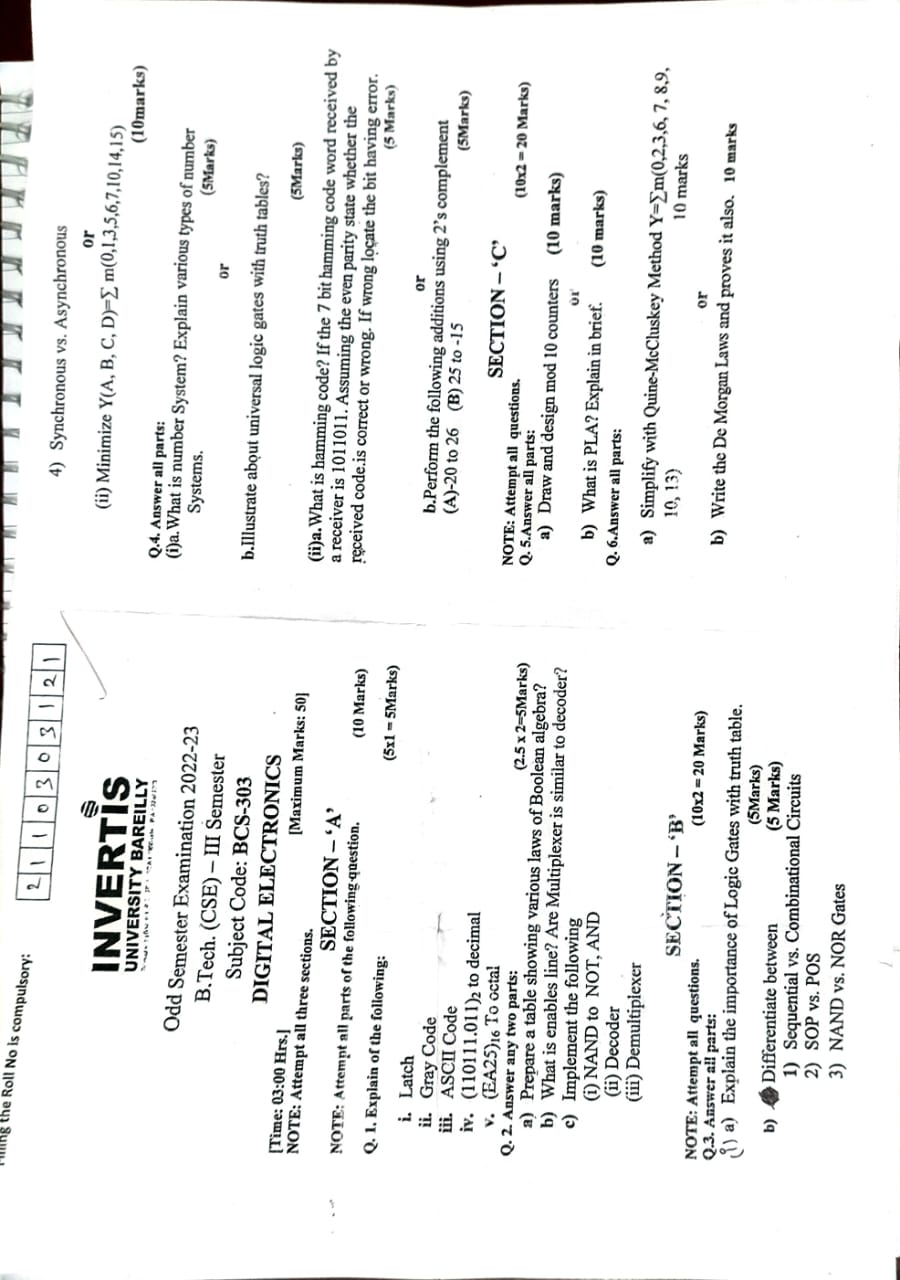 the Roll No is compulsory:
2 1 1 0 3 0 3 1 2 1
INVERTIS
UNIVERSITY BAREILLY
Odd Semester Examination 2022-23
B.Tech. (CSE) – III Semester
Subject Code: BCS-303
DIGITAL ELECTRONICS
[Time: 03:00 Hrs.] [Maximum Marks: 50]
NOTE: Attempt all three sections.
SECTION – 'A'
NOTE: Attempt all parts of the following question. (10 Marks)
Q. 1. Explain of the following: (5x1 = 5Marks)
i. Latch
ii. Gray Code
iii. ASCII Code
iv. (110111.011)2 to decimal
v. (EA25)16 To octal
Q. 2. Answer any two parts: (2.5 x 2=5Marks)
a) Prepare a table showing various laws of Boolean algebra?
b) What is enables line? Are Multiplexer is similar to decoder?
c) Implement the following
(i) NAND to NOT, AND
(ii) Decoder
(iii) Demultiplexer
SECTION – 'B'
NOTE: Attempt all questions. (10x2 = 20 Marks)
Q.3. Answer all parts:
(i) a) Explain the importance of Logic Gates with truth table.
(5Marks)
b) Differentiate between (5 Marks)
1) Sequential vs. Combinational Circuits
2) SOP vs. POS
3) NAND vs. NOR Gates
4) Synchronous vs. Asynchronous
or
(ii) Minimize Y(A, B, C, D)=∑ m(0,1,3,5,6,7,10,14,15)
(10marks)
Q.4. Answer all parts:
(i)a. What is number System? Explain various types of number
Systems. (5Marks)
or
b.Illustrate about universal logic gates with truth tables?
(5Marks)
(ii)a. What is hamming code? If the 7 bit hamming code word received by
a receiver is 1011011. Assuming the even parity state whether the
received code.is correct or wrong. If wrong locate the bit having error.
(5 Marks)
or
b.Perform the following additions using 2's complement
(A)-20 to 26 (B) 25 to -15 (5Marks)
SECTION – 'C'
NOTE: Attempt all questions. (10x2 = 20 Marks)
Q. 5.Answer all parts:
a) Draw and design mod 10 counters (10 marks)
or
b) What is PLA? Explain in brief. (10 marks)
Q. 6.Answer all parts:
a) Simplify with Quine-McCluskey Method Y=∑m(0,2,3,6, 7, 8,9,
10, 13) 10 marks
or
b) Write the De Morgan Laws and proves it also. 10 marks